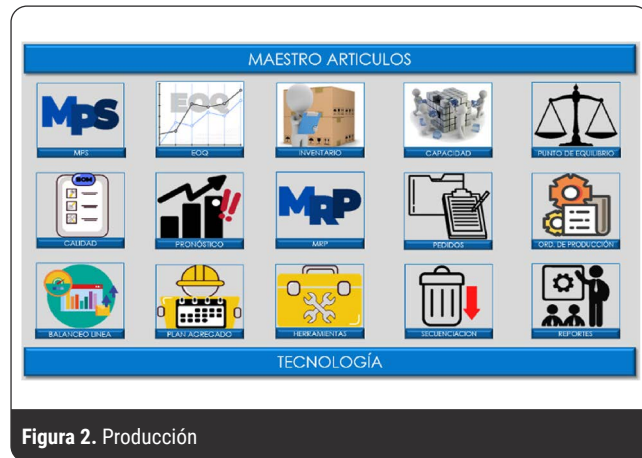 MAESTRO ARTICULOS
MPS
EOQ
MPS
EOQ
INVENTARIO
CAPACIDAD
PUNTO DE EQUILIBRIO
BOM
MRP
CALIDAD
PRONÓSTICO
MRP
PEDIDOS
ORD. DE PRODUCCIÓN
BALANCEO LINEA
PLAN AGREGADO
HERRAMIENTAS
SECUENCIACION
REPORTES
TECNOLOGÍA
Figura 2. Producción